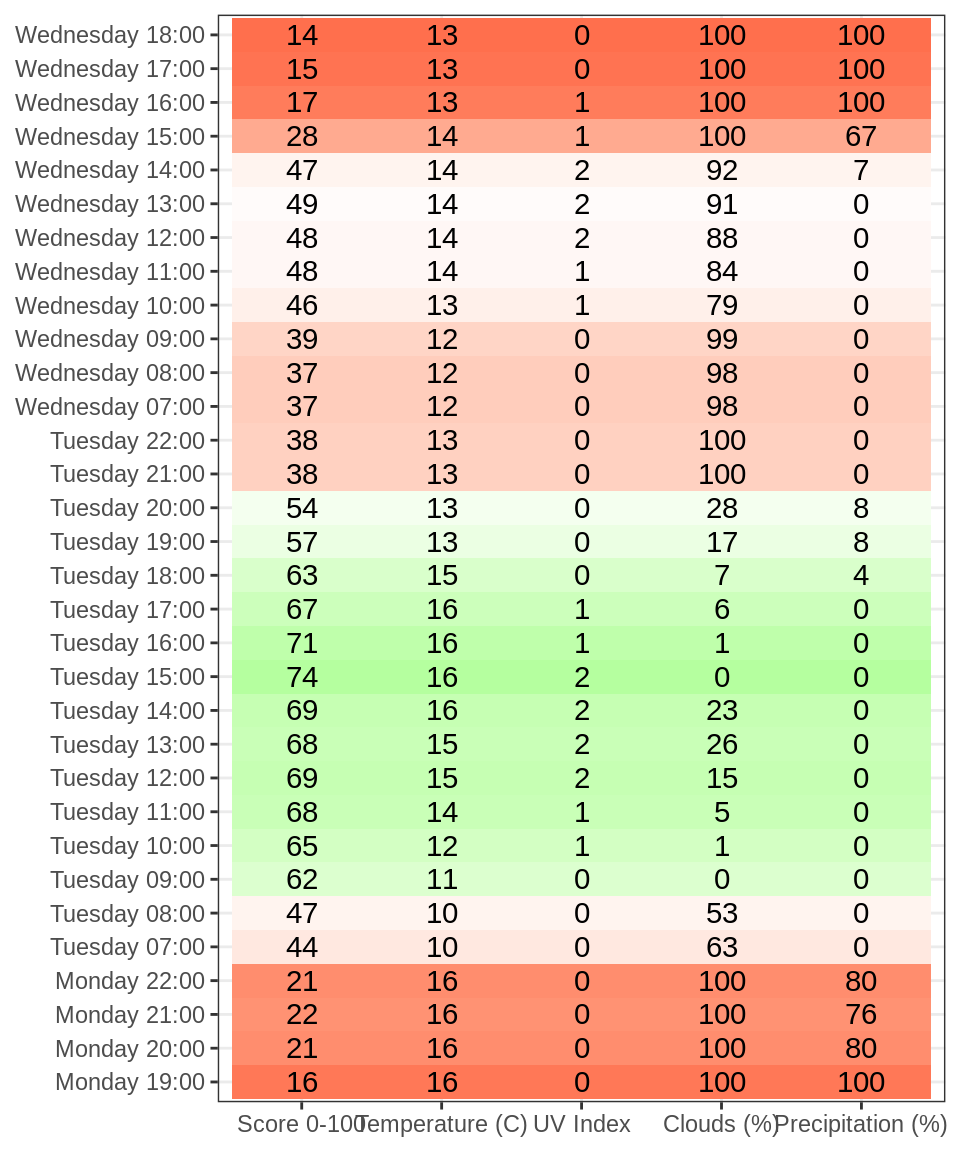 Wednesday 18:00 14 13 0 100 100
Wednesday 17:00 15 13 0 100 100
Wednesday 16:00 17 13 1 100 100
Wednesday 15:00 28 14 1 100 67
Wednesday 14:00 47 14 2 92 7
Wednesday 13:00 49 14 2 91 0
Wednesday 12:00 48 14 2 88 0
Wednesday 11:00 48 14 1 84 0
Wednesday 10:00 46 13 1 79 0
Wednesday 09:00 39 12 0 99 0
Wednesday 08:00 37 12 0 98 0
Wednesday 07:00 37 12 0 98 0
Tuesday 22:00 38 13 0 100 0
Tuesday 21:00 38 13 0 100 0
Tuesday 20:00 54 13 0 28 8
Tuesday 19:00 57 13 0 17 8
Tuesday 18:00 63 15 0 7 4
Tuesday 17:00 67 16 1 6 0
Tuesday 16:00 71 16 1 1 0
Tuesday 15:00 74 16 2 0 0
Tuesday 14:00 69 16 2 23 0
Tuesday 13:00 68 15 2 26 0
Tuesday 12:00 69 15 2 15 0
Tuesday 11:00 68 14 1 5 0
Tuesday 10:00 65 12 1 1 0
Tuesday 09:00 62 11 0 0 0
Tuesday 08:00 47 10 0 53 0
Tuesday 07:00 44 10 0 63 0
Monday 22:00 21 16 0 100 80
Monday 21:00 22 16 0 100 76
Monday 20:00 21 16 0 100 80
Monday 19:00 16 16 0 100 100
Score 0-100 Temperature (C) UV Index Clouds (%) Precipitation (%)